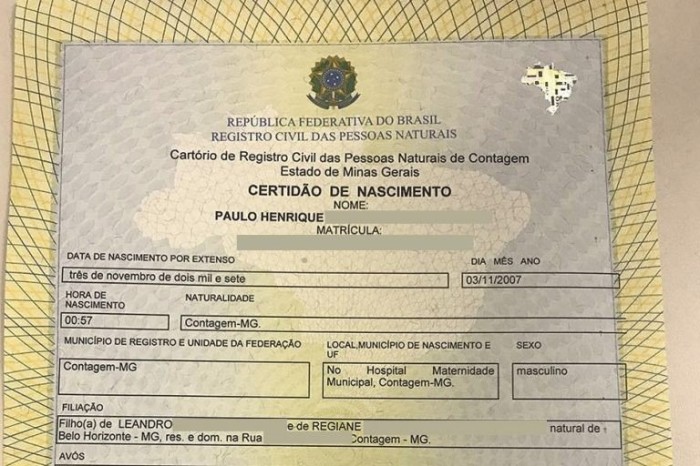 REPÚBLICA FEDERATIVA DO BRASIL
REGISTRO CIVIL DAS PESSOAS NATURAIS
Cartório de Registro Civil das Pessoas Naturais de Contagem
Estado de Minas Gerais
CERTIDÃO DE NASCIMENTO
NOME:
PAULO HENRIQUE
MATRÍCULA:
DATA DE NASCIMENTO POR EXTENSO DIA MÊS ANO
três de novembro de dois mil e sete 03/11/2007
HORA DE
NASCIMENTO NATURALIDADE
00:57 Contagem-MG.
MUNICÍPIO DE REGISTRO E UNIDADE DA FEDERAÇÃO LOCAL,MUNICÍPIO DE NASCIMENTO E SEXO
UF
Contagem-MG No Hospital Maternidade masculino
Municipal, Contagem-MG.
FILIAÇÃO
Filho(a) de LEANDRO e de REGIANE natural de
Belo Horizonte - MG, res. e dom. na Rua Contagem - MG.
AVÓS